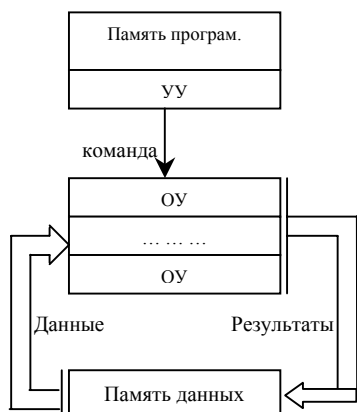 Память програм.
УУ
команда
ОУ
... ... ...
ОУ
Данные
Результаты
Память данных